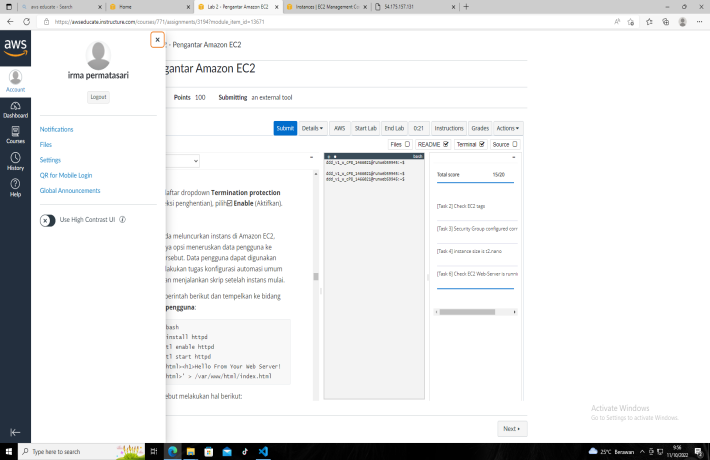 aws educate - Search
Home
Lab 2 - Pengantar Amazon EC2
Instances | EC2 Management Co
54.175.157.131
https://awseducate.instructure.com/courses/771/assignments/3194?module_item_id=13671
aws
Account
Dashboard
Courses
History
Help
irma permatasari
Logout
Notifications
Files
Settings
QR for Mobile Login
Global Announcements
Use High Contrast UI
- Pengantar Amazon EC2
gantar Amazon EC2
Points 100 Submitting an external tool
Submit Details AWS Start Lab End Lab 0:21 Instructions Grades Actions
Files README Terminal Source
aftar dropdown Termination protection
eksi penghentian), pilih Enable (Aktifkan).
da meluncurkan instans di Amazon EC2,
ya opsi meneruskan data pengguna ke
rsebut. Data pengguna dapat digunakan
lakukan tugas konfigurasi automasi umum
an menjalankan skrip setelah instans mulai.
perintah berikut dan tempelkan ke bidang
pengguna:
bash
install httpd
tl enable httpd
tl start httpd
html><h1>Hello From Your Web Server!
html>' > /var/www/html/index.html
ebut melakukan hal berikut:
bash
Total score 15/20
[Task 2] Check EC2 tags
[Task 3] Security Group configured corr
[Task 4] instance size is t2.nano
[Task 6] Check EC2 Web Server is runnin
Next
Activate Windows
Go to Settings to activate Windows.
Type here to search
25°C Berawan
9:56
11/10/2022